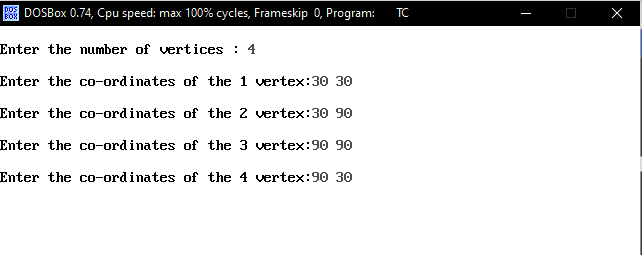 DOSBox 0.74, Cpu speed: max 100% cycles, Frameskip 0, Program: TC
Enter the number of vertices : 4
Enter the co-ordinates of the 1 vertex:30 30
Enter the co-ordinates of the 2 vertex:30 90
Enter the co-ordinates of the 3 vertex:90 90
Enter the co-ordinates of the 4 vertex:90 30